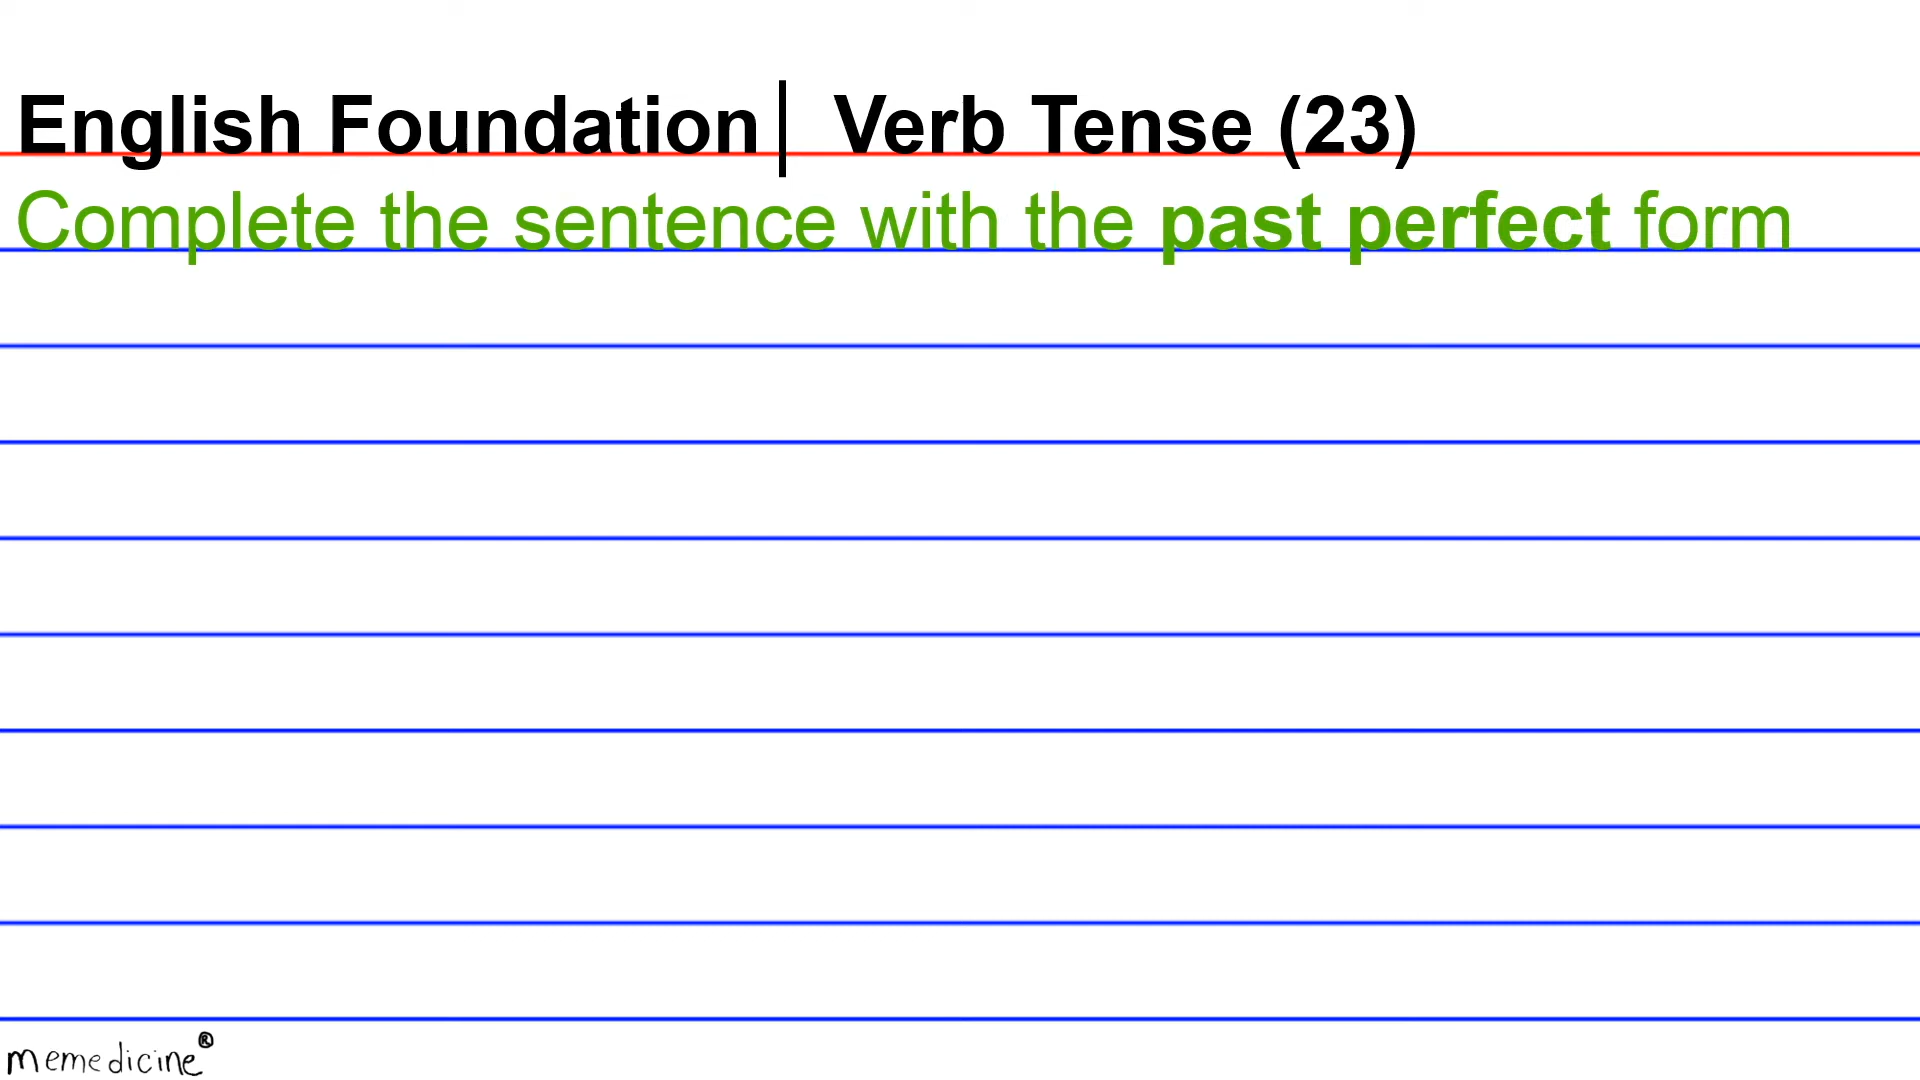 English Foundation| Verb Tense (23)
Complete the sentence with the past perfect form
memedicine®